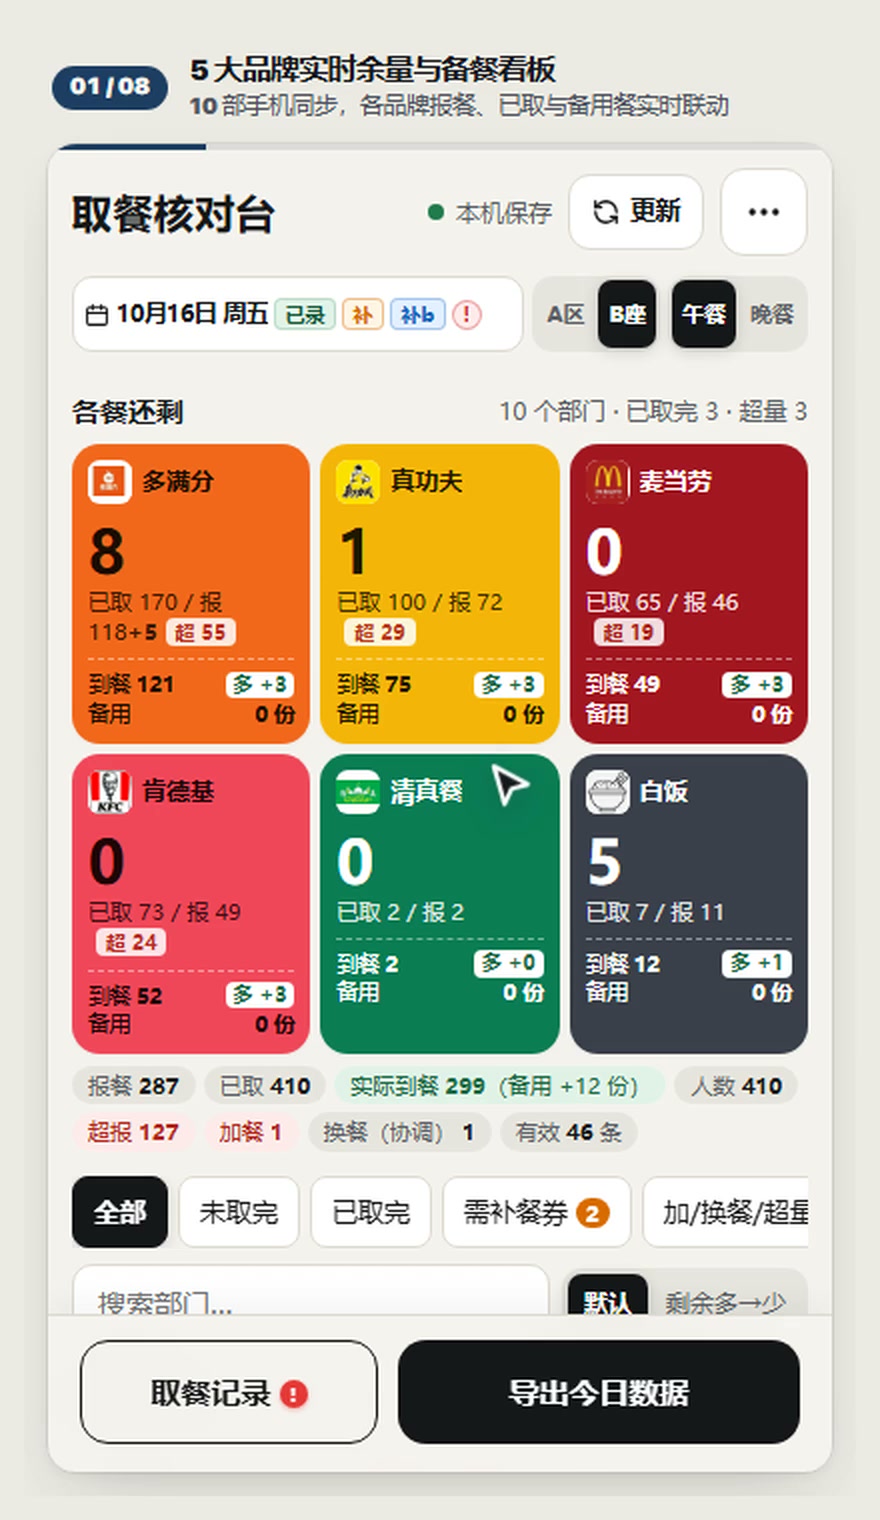 01/08
5 大品牌实时余量与备餐看板
10 部手机同步，各品牌报餐、已取与备用餐实时联动
取餐核对台
本机保存
更新
10月16日 周五 已录 补 补b !
A区 B座 午餐 晚餐
各餐还剩
10 个部门 · 已取完 3 · 超量 3
多满分
8
已取 170 / 报
118+5 超 55
到餐 121 多 +3
备用 0 份
真功夫
1
已取 100 / 报 72
超 29
到餐 75 多 +3
备用 0 份
麦当劳
0
已取 65 / 报 46
超 19
到餐 49 多 +3
备用 0 份
肯德基
KFC
0
已取 73 / 报 49
超 24
到餐 52 多 +3
备用 0 份
清真餐
0
已取 2 / 报 2
到餐 2 多 +0
备用 0 份
白饭
5
已取 7 / 报 11
到餐 12 多 +1
备用 0 份
报餐 287 已取 410 实际到餐 299（备用 +12 份） 人数 410
超报 127 加餐 1 换餐（协调） 1 有效 46 条
全部 未取完 已取完 需补餐券 2 加/换餐/超量
搜索部门... 默认 剩余多→少
取餐记录 ! 导出今日数据